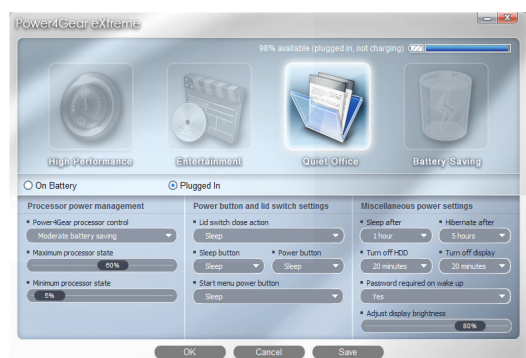 Power4Gear eXtreme
98% available (plugged in, not charging)
High Performance
Entertainment
Quiet Office
Battery Saving
On Battery
Plugged In
Processor power management
Power4Gear processor control
Moderate battery saving
Maximum processor state
60%
Minimum processor state
5%
Power button and lid switch settings
Lid switch close action
Sleep
Sleep button Power button
Sleep Sleep
Start menu power button
Sleep
Miscellaneous power settings
Sleep after Hibernate after
1 hour 5 hours
Turn off HDD Turn off display
20 minutes 20 minutes
Password required on wake up
Yes
Adjust display brightness
80%
OK Cancel Save